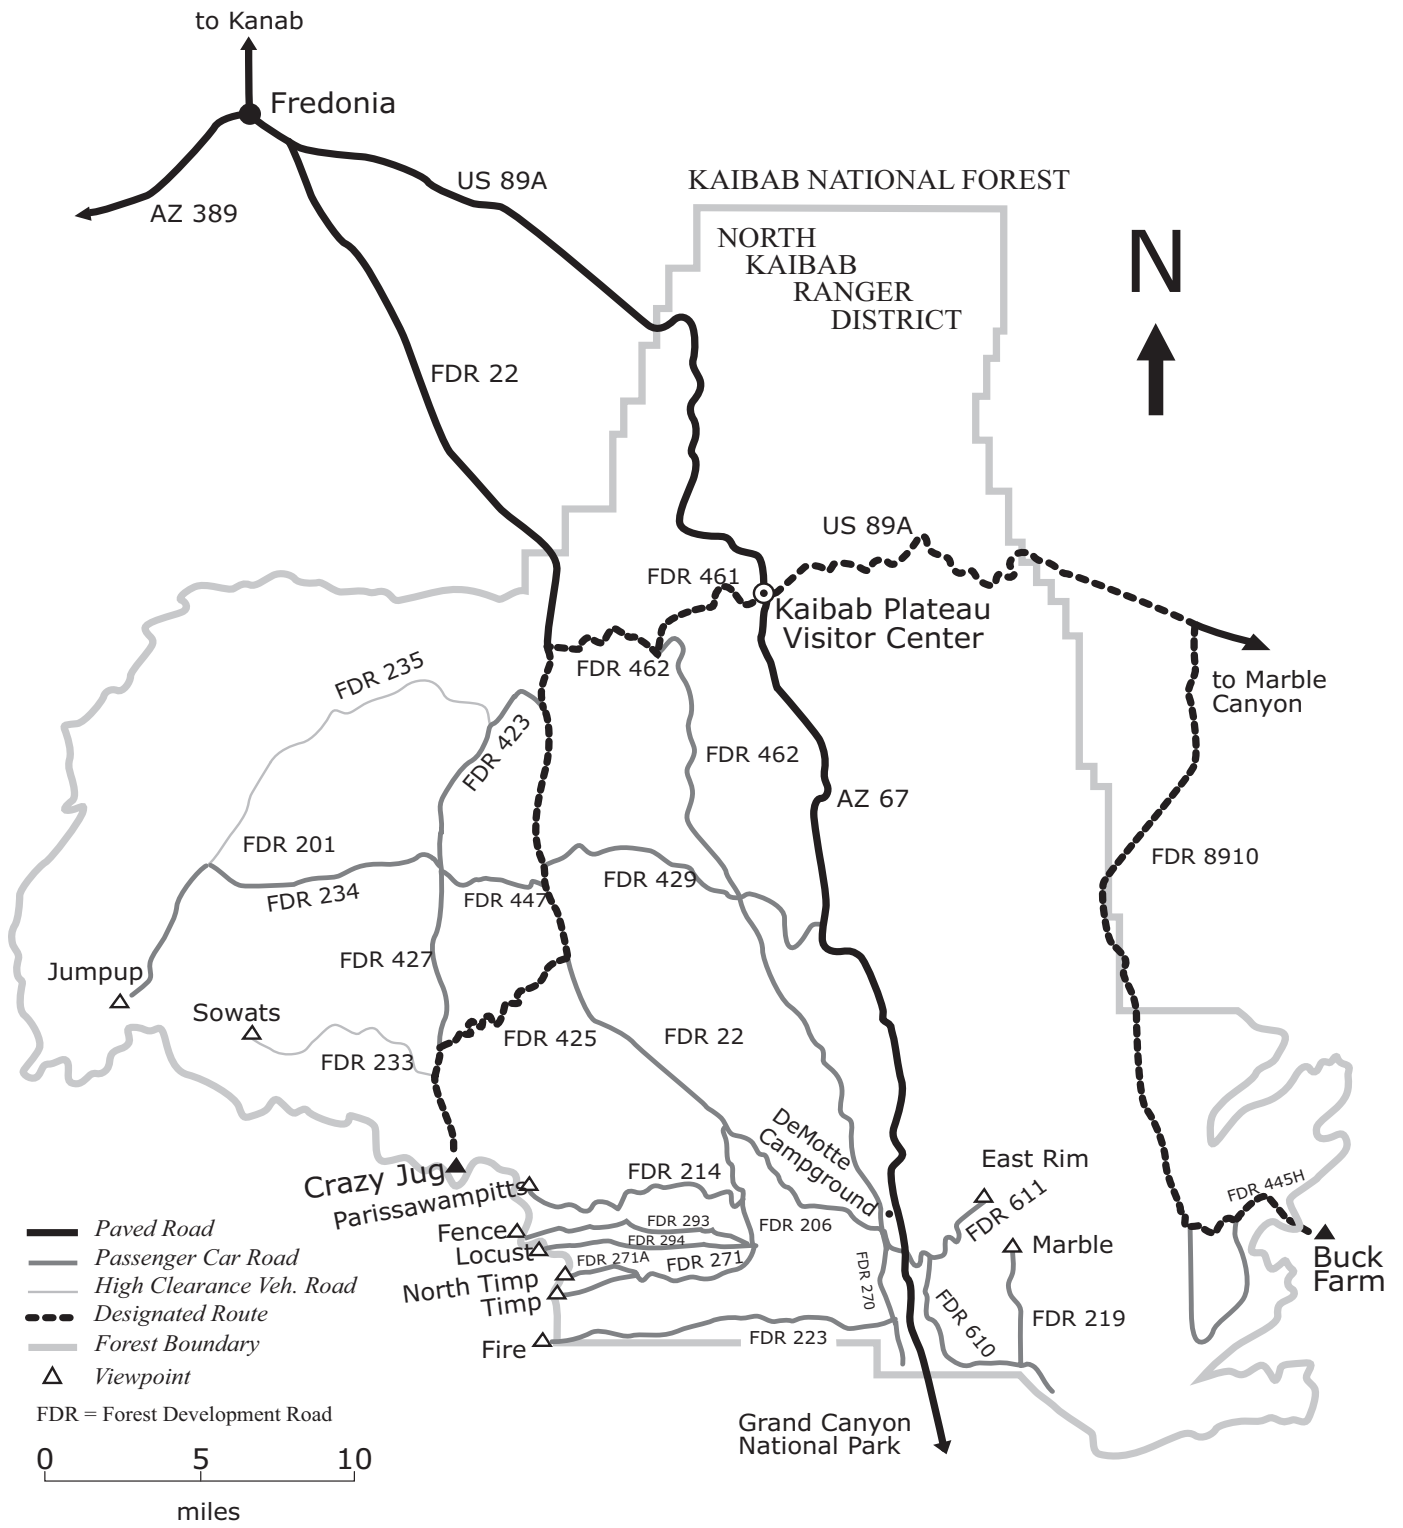 to Kanab
Fredonia
US 89A
AZ 389
KAIBAB NATIONAL FOREST
NORTH
KAIBAB
RANGER
DISTRICT
N
FDR 22
US 89A
FDR 461
Kaibab Plateau
Visitor Center
FDR 462
FDR 235
to Marble
Canyon
FDR 423
FDR 462
AZ 67
FDR 201
FDR 8910
FDR 429
FDR 234
FDR 447
FDR 427
Jumpup
Sowats
FDR 425
FDR 22
FDR 233
DeMotte
Campground
East Rim
Crazy Jug
FDR 214
FDR 445H
Parissawampitts
FDR 611
FDR 293
FDR 206
Fence
FDR 294
Locust
FDR 271A
FDR 271
Marble
Buck
Farm
North Timp
FDR 270
Timp
FDR 610
FDR 219
FDR 223
Fire
Paved Road
Passenger Car Road
High Clearance Veh. Road
Designated Route
Forest Boundary
Viewpoint
FDR = Forest Development Road
Grand Canyon
National Park
0 5 10
miles